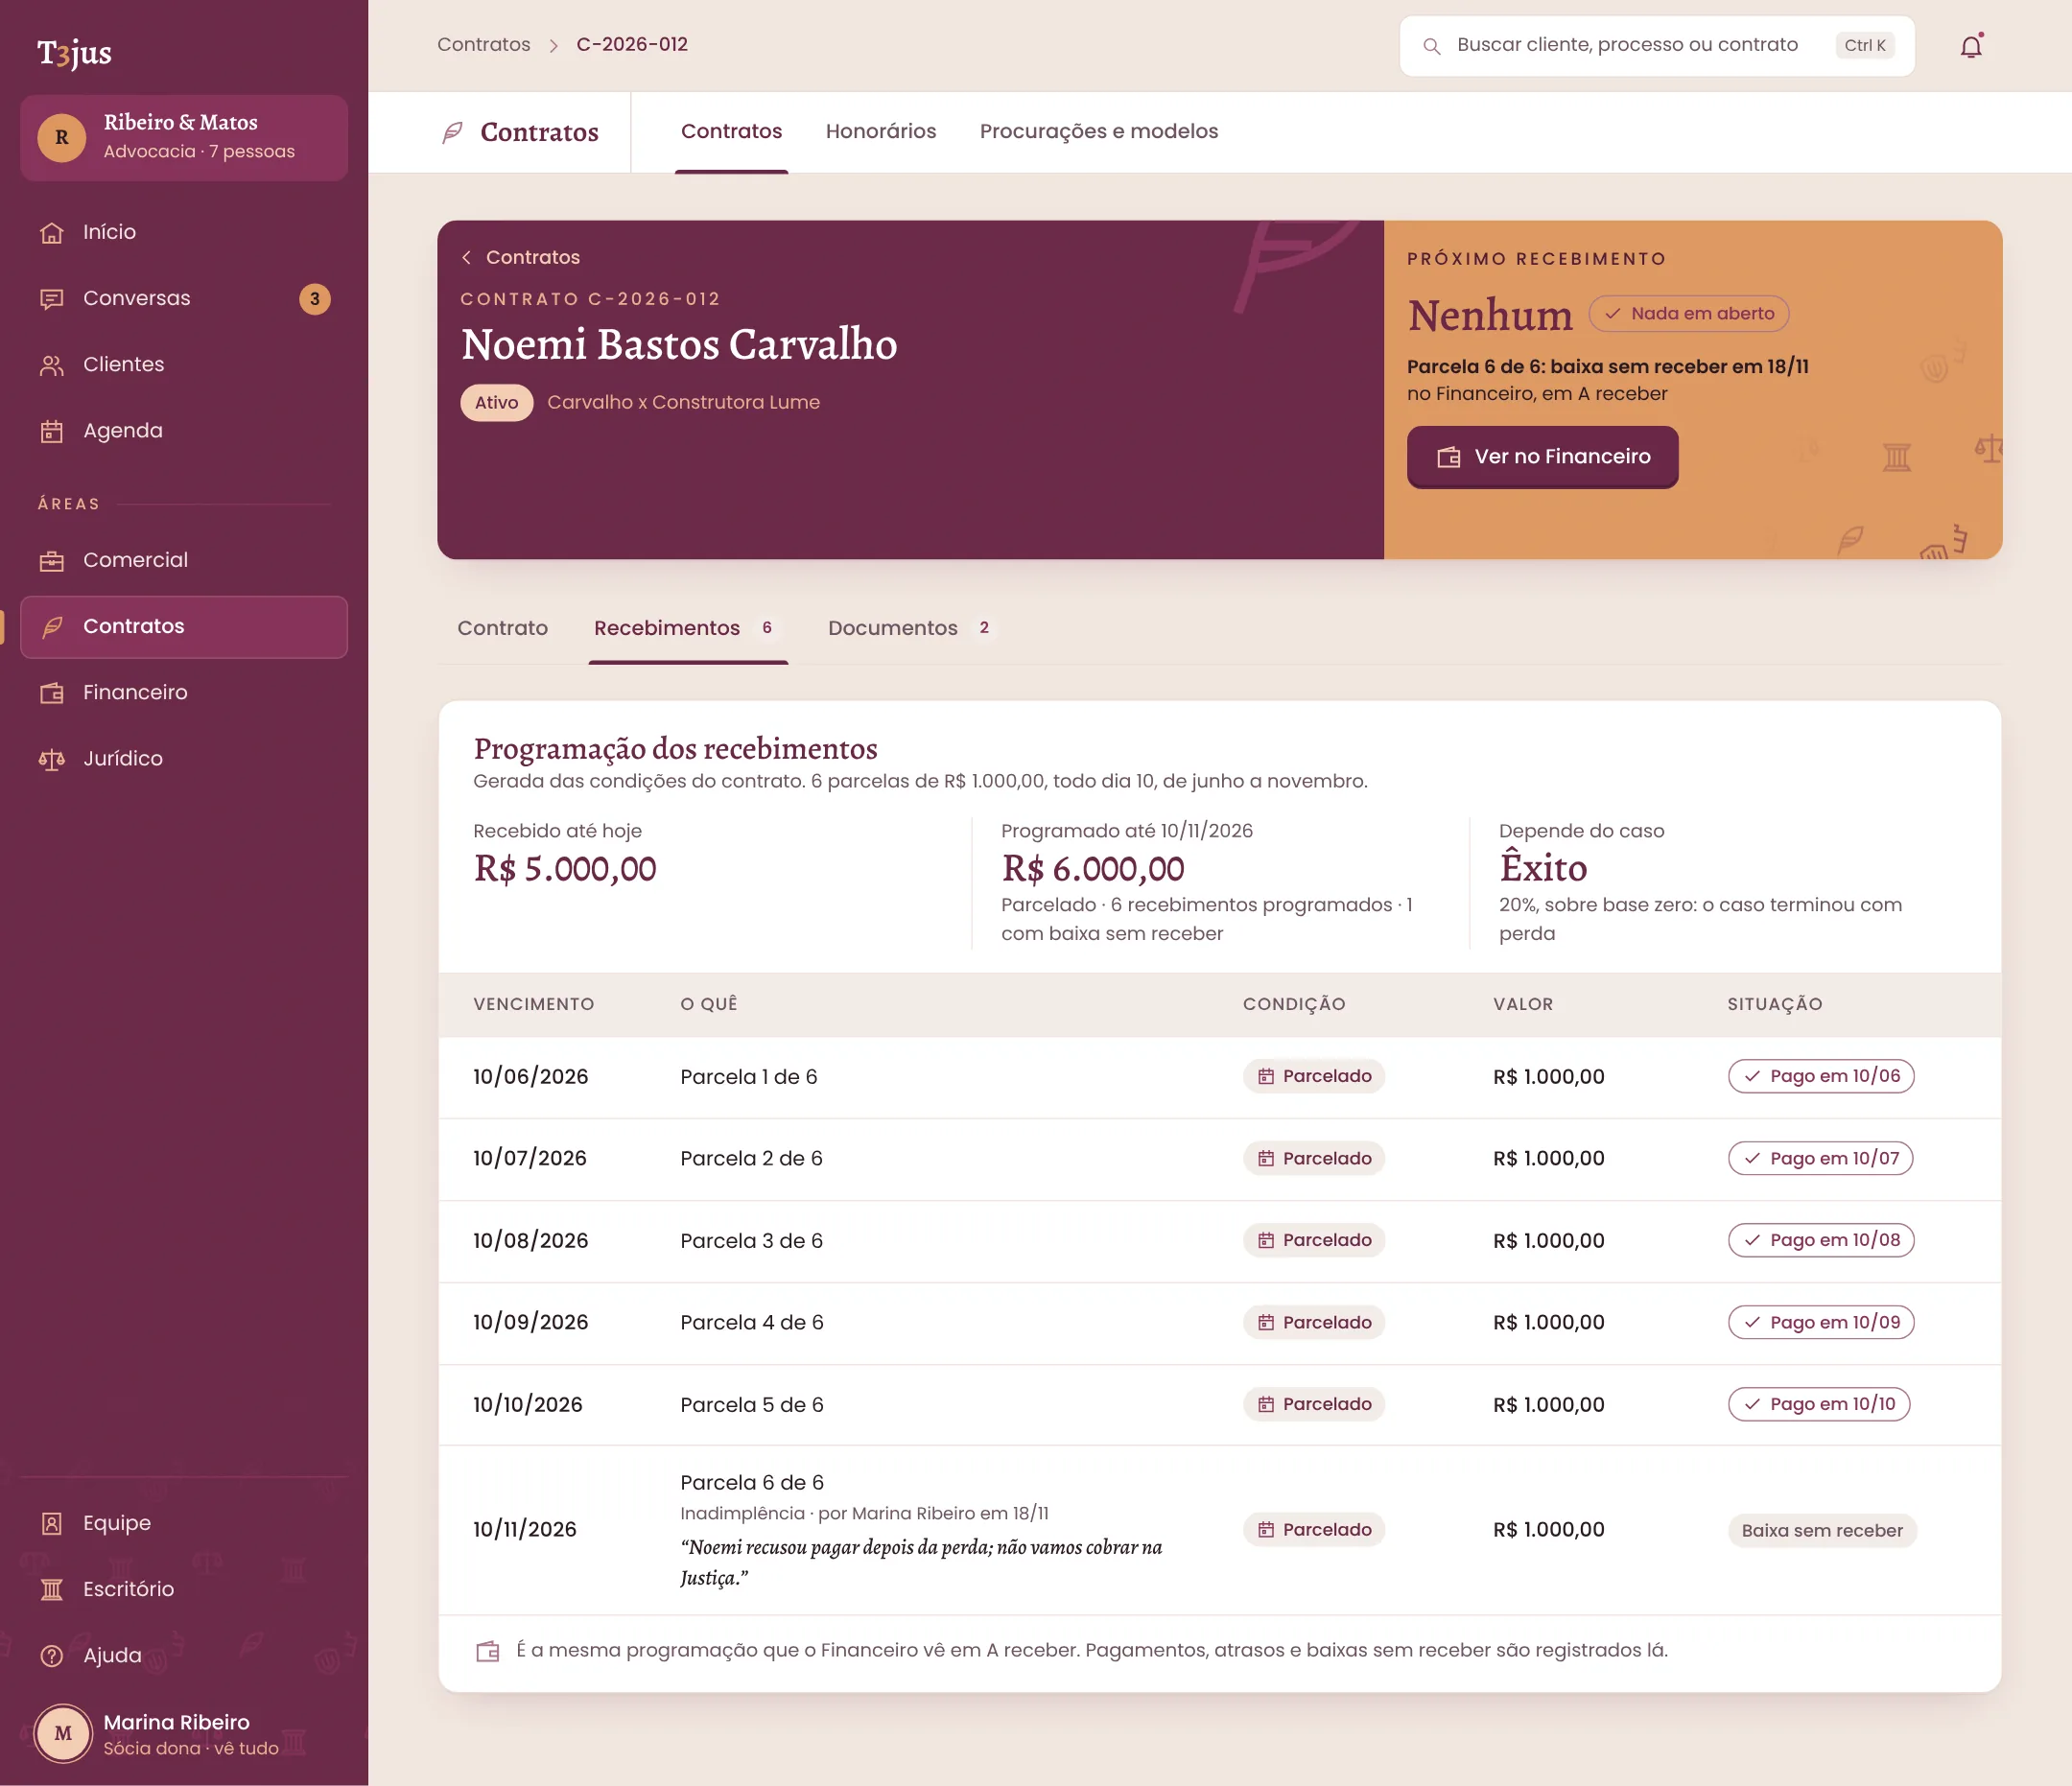 T3jus
R
Ribeiro & Matos
Advocacia · 7 pessoas
Início
Conversas
3
Clientes
Agenda
ÁREAS
Comercial
Contratos
Financeiro
Jurídico
Equipe
Escritório
Ajuda
M
Marina Ribeiro
Sócia dona · vê tudo
Contratos > C-2026-012
Buscar cliente, processo ou contrato
Ctrl K
Contratos
Contratos
Honorários
Procurações e modelos
Contratos
CONTRATO C-2026-012
Noemi Bastos Carvalho
Ativo
Carvalho x Construtora Lume
PRÓXIMO RECEBIMENTO
Nenhum
Nada em aberto
Parcela 6 de 6: baixa sem receber em 18/11
no Financeiro, em A receber
Ver no Financeiro
Contrato
Recebimentos 6
Documentos 2
Programação dos recebimentos
Gerada das condições do contrato. 6 parcelas de R$ 1.000,00, todo dia 10, de junho a novembro.
Recebido até hoje
R$ 5.000,00
Programado até 10/11/2026
R$ 6.000,00
Parcelado · 6 recebimentos programados · 1
com baixa sem receber
Depende do caso
Êxito
20%, sobre base zero: o caso terminou com
perda
VENCIMENTO O QUÊ CONDIÇÃO VALOR SITUAÇÃO
10/06/2026 Parcela 1 de 6 Parcelado R$ 1.000,00 Pago em 10/06
10/07/2026 Parcela 2 de 6 Parcelado R$ 1.000,00 Pago em 10/07
10/08/2026 Parcela 3 de 6 Parcelado R$ 1.000,00 Pago em 10/08
10/09/2026 Parcela 4 de 6 Parcelado R$ 1.000,00 Pago em 10/09
10/10/2026 Parcela 5 de 6 Parcelado R$ 1.000,00 Pago em 10/10
10/11/2026
Parcela 6 de 6
Inadimplência · por Marina Ribeiro em 18/11
“Noemi recusou pagar depois da perda; não vamos cobrar na
Justiça.”
Parcelado R$ 1.000,00 Baixa sem receber
É a mesma programação que o Financeiro vê em A receber. Pagamentos, atrasos e baixas sem receber são registrados lá.